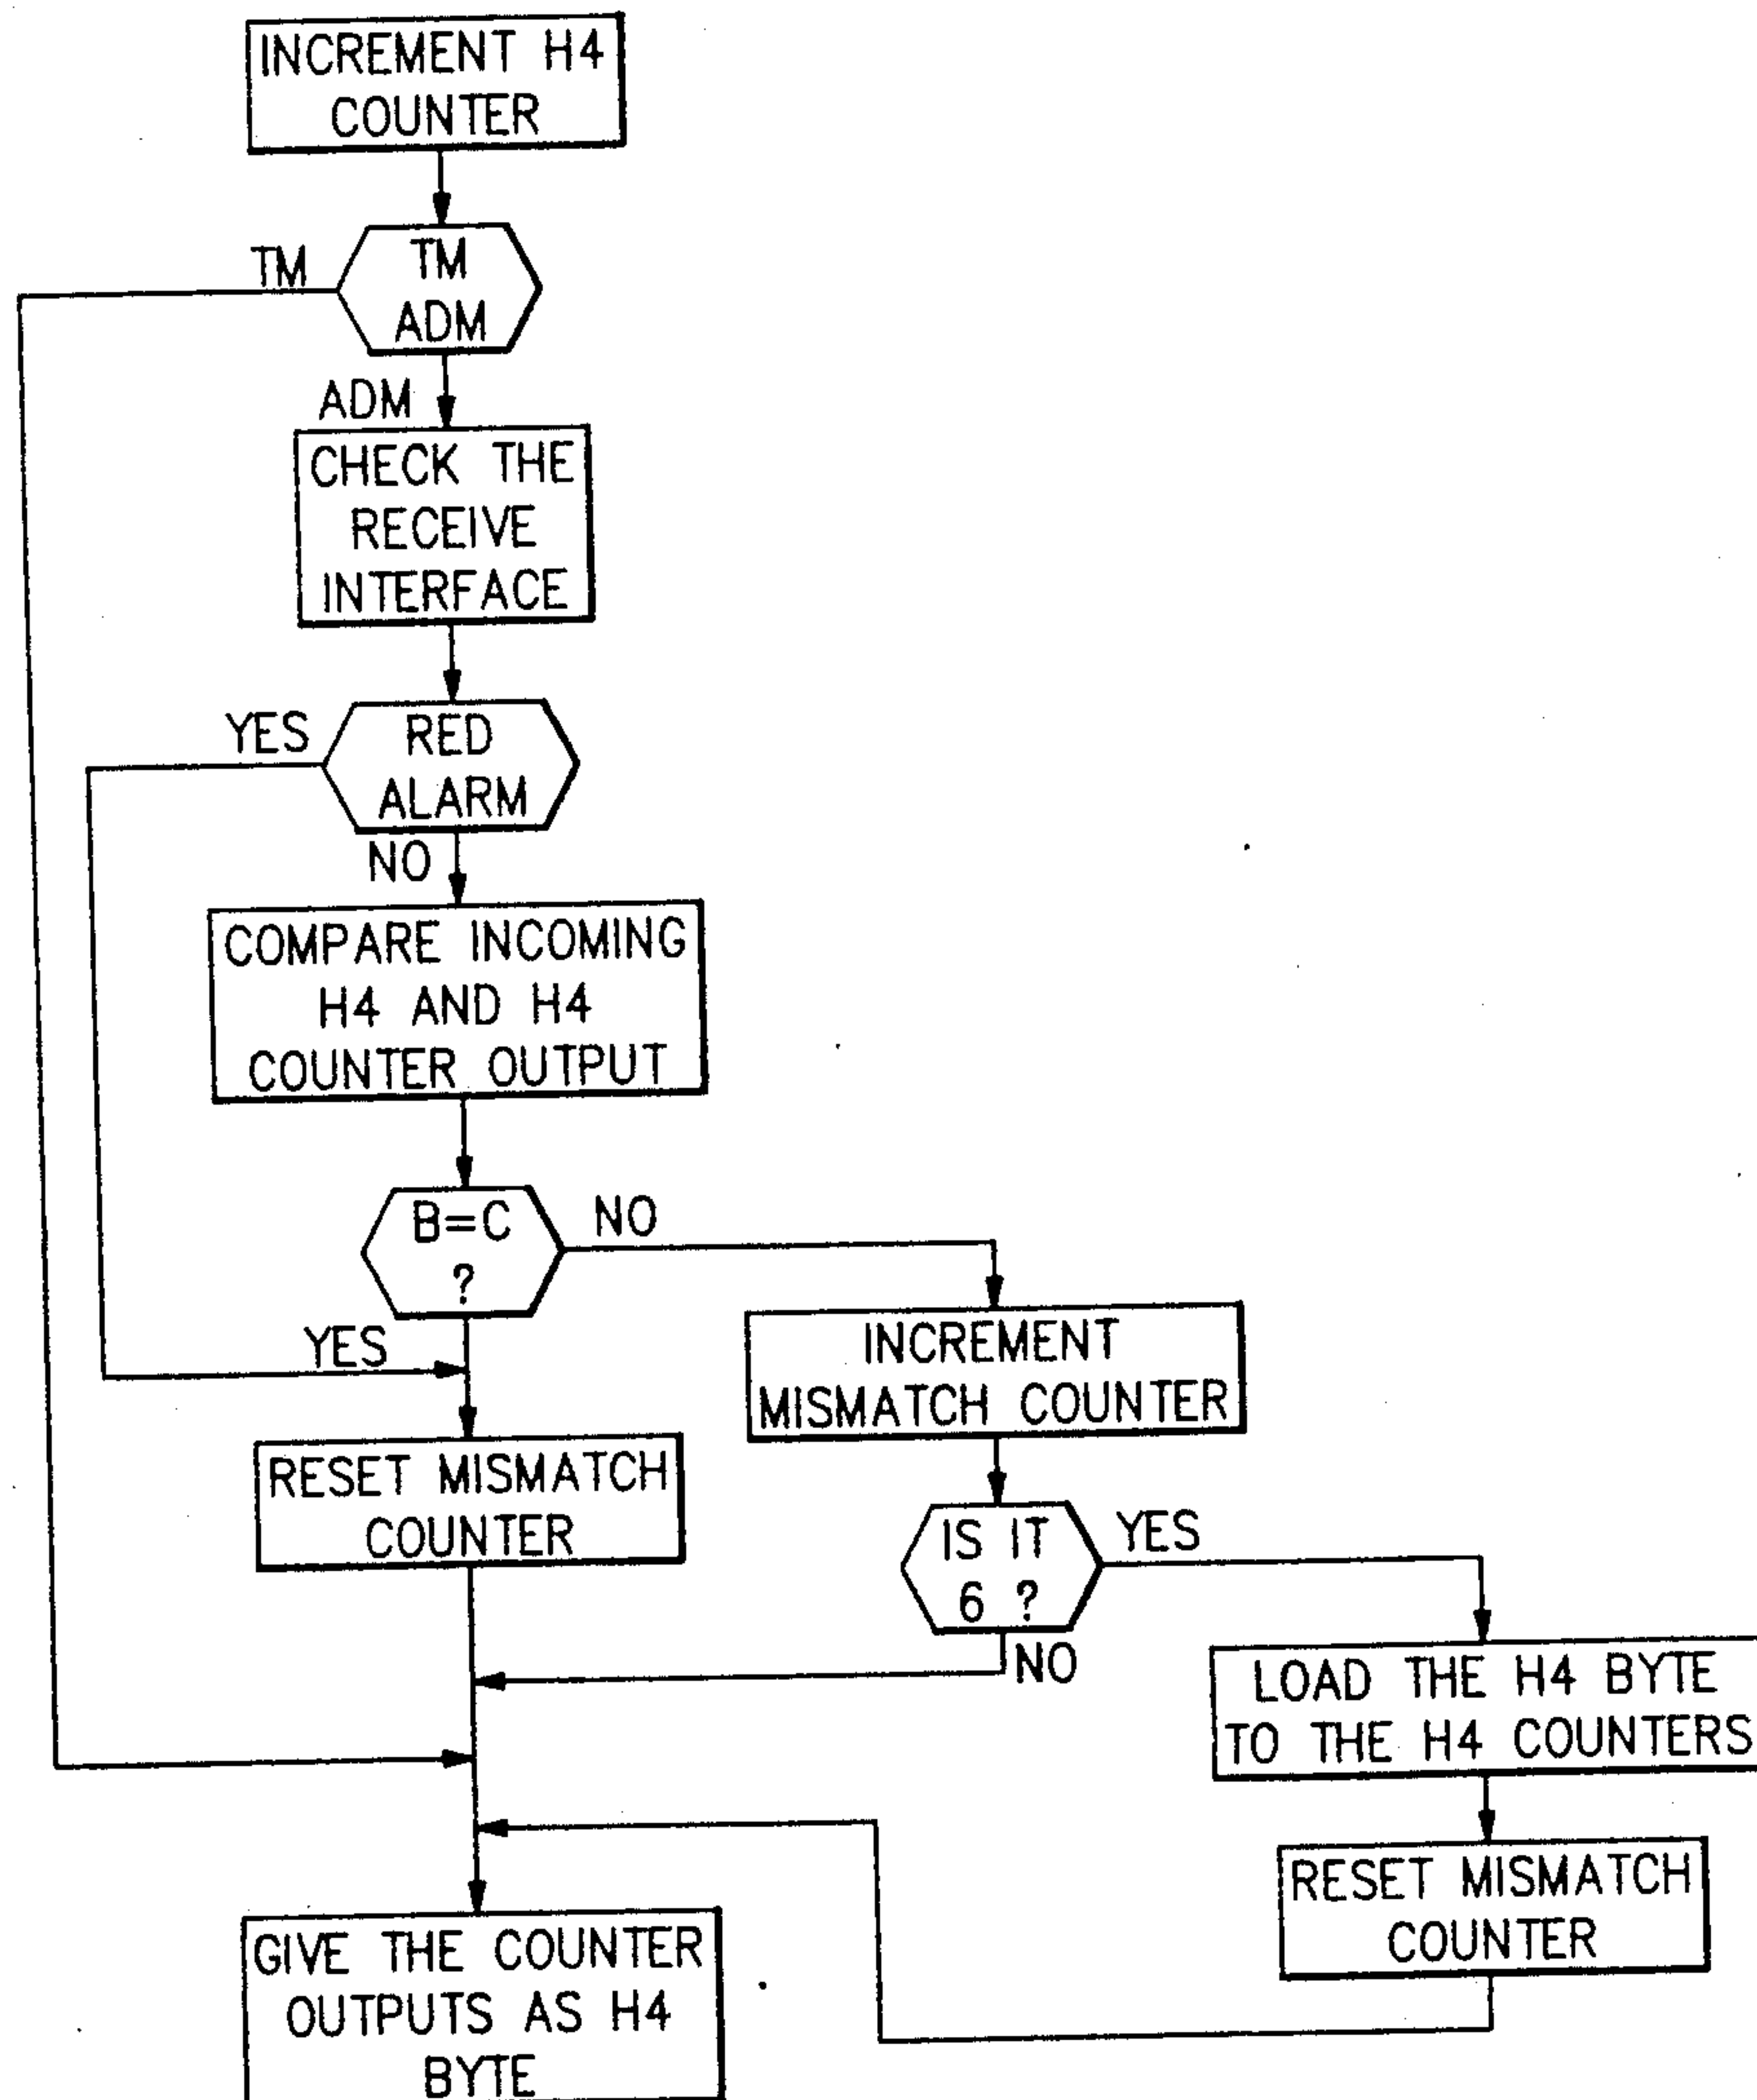 INCREMENT H4
COUNTER
TM
TM
ADM
ADM
CHECK THE
RECEIVE
INTERFACE
YES
RED
ALARM
NO
COMPARE INCOMING
H4 AND H4
COUNTER OUTPUT
B=C
?
NO
YES
INCREMENT
MISMATCH COUNTER
RESET MISMATCH
COUNTER
IS IT
6 ?
YES
NO
LOAD THE H4 BYTE
TO THE H4 COUNTERS
RESET MISMATCH
COUNTER
GIVE THE COUNTER
OUTPUTS AS H4
BYTE